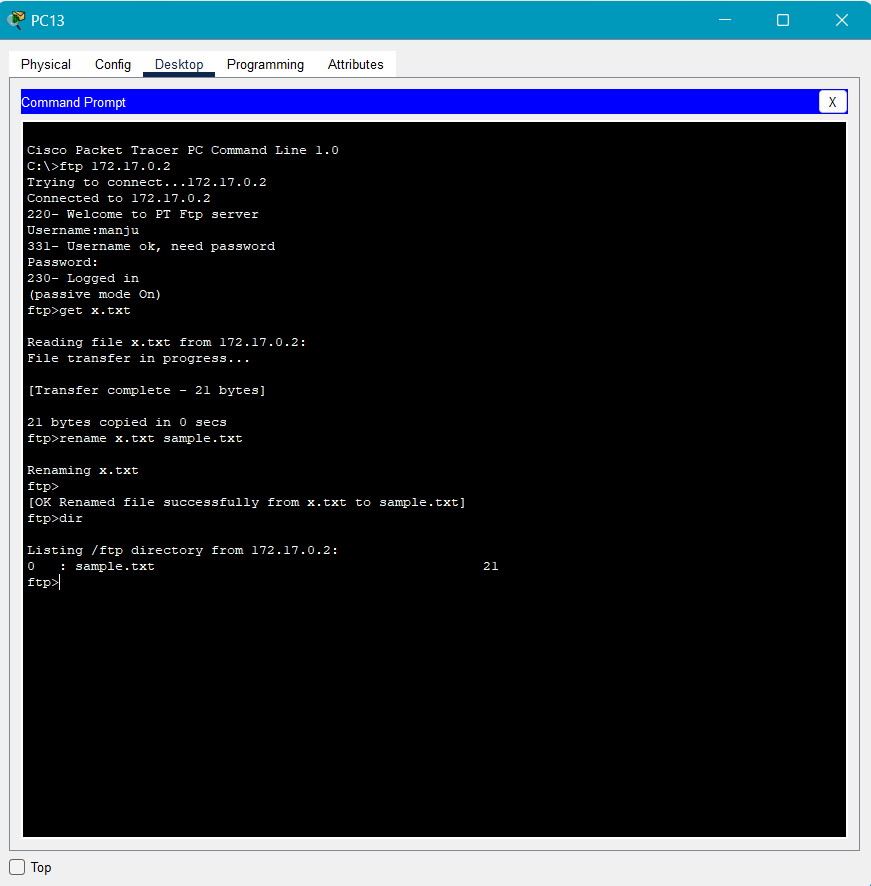 PC13
Physical Config Desktop Programming Attributes
Command Prompt X
Cisco Packet Tracer PC Command Line 1.0
C:\>ftp 172.17.0.2
Trying to connect...172.17.0.2
Connected to 172.17.0.2
220- Welcome to PT Ftp server
Username:manju
331- Username ok, need password
Password:
230- Logged in
(passive mode On)
ftp>get x.txt
Reading file x.txt from 172.17.0.2:
File transfer in progress...
[Transfer complete - 21 bytes]
21 bytes copied in 0 secs
ftp>rename x.txt sample.txt
Renaming x.txt
ftp>
[OK Renamed file successfully from x.txt to sample.txt]
ftp>dir
Listing /ftp directory from 172.17.0.2:
0 : sample.txt 21
ftp>
Top